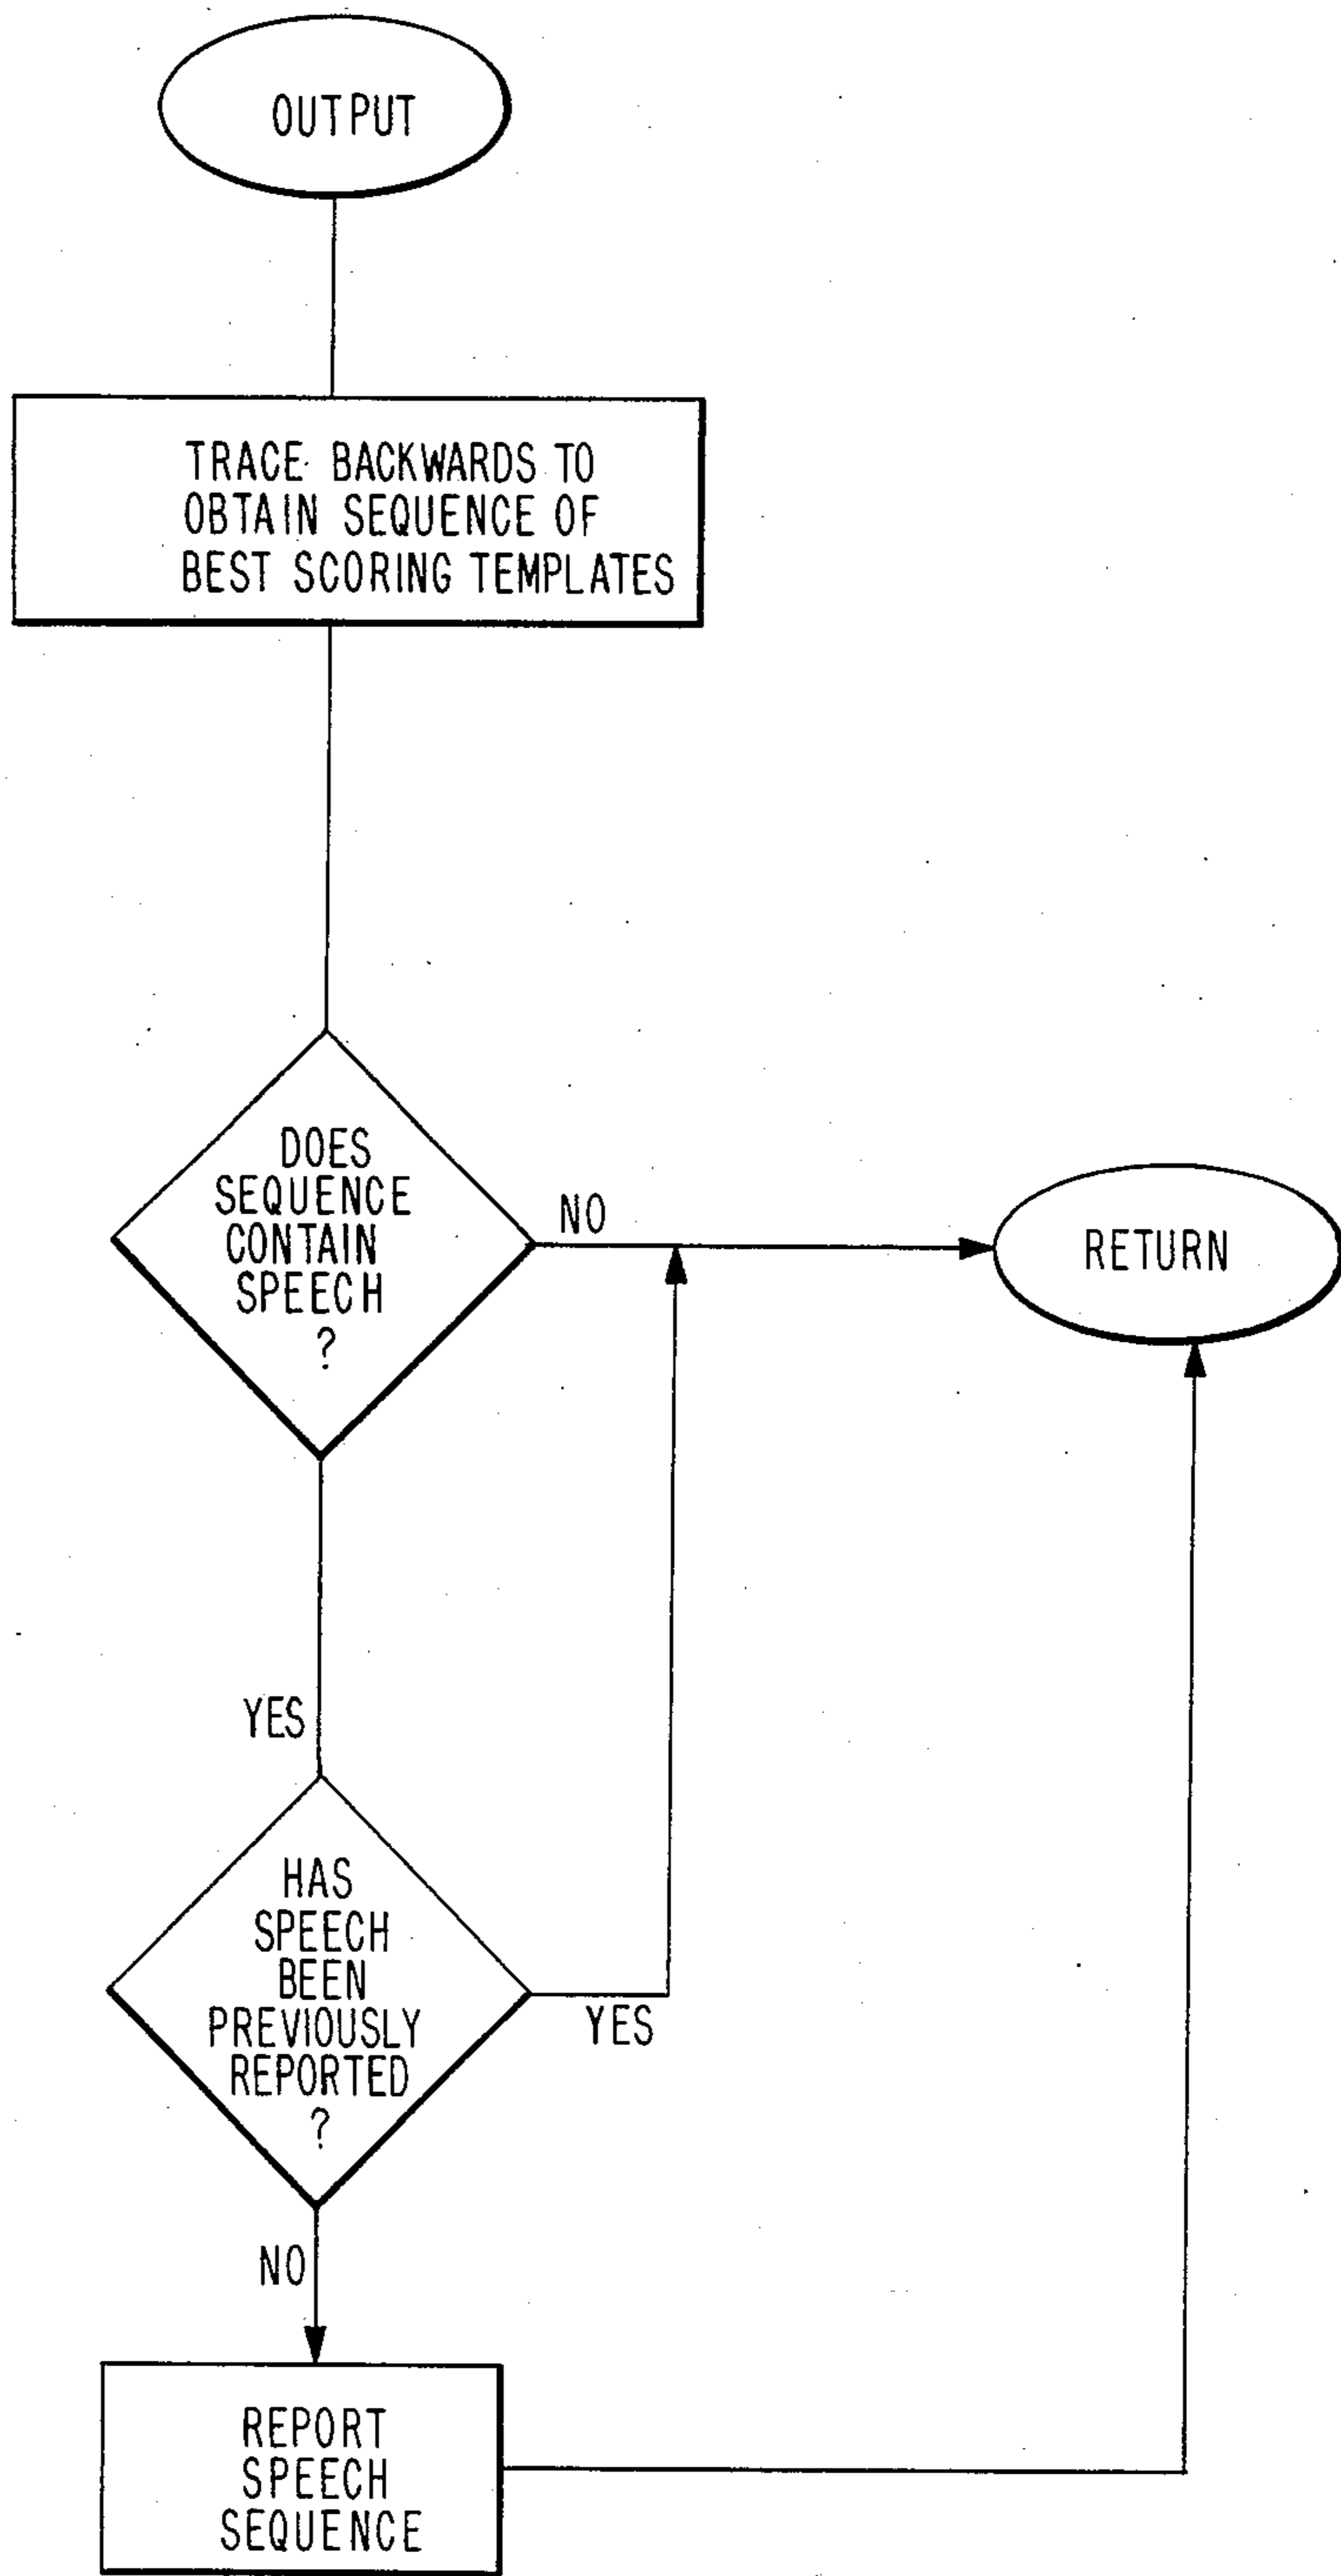 OUTPUT
TRACE BACKWARDS TO
OBTAIN SEQUENCE OF
BEST SCORING TEMPLATES
DOES
SEQUENCE
CONTAIN
SPEECH
?
NO
RETURN
YES
HAS
SPEECH
BEEN
PREVIOUSLY
REPORTED
?
YES
NO
REPORT
SPEECH
SEQUENCE